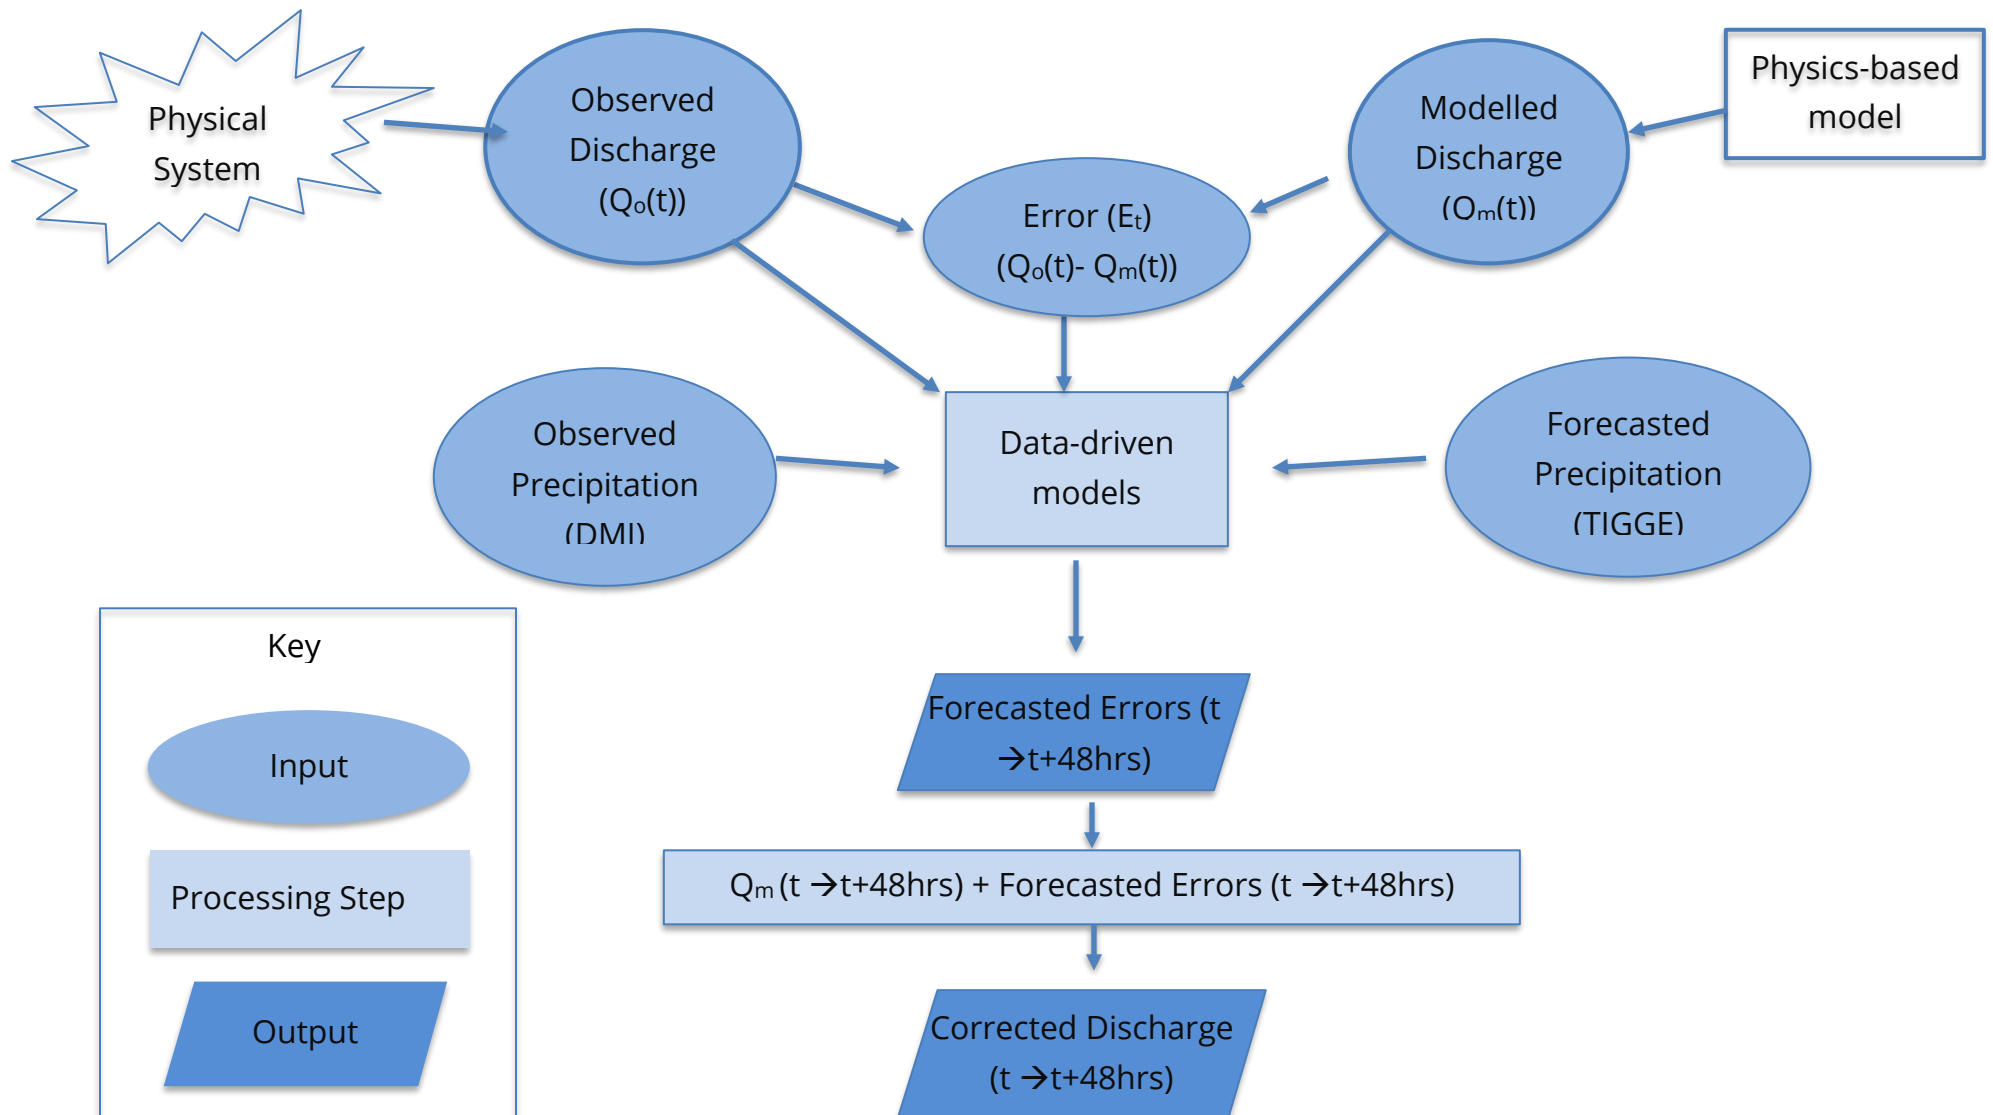 Physical
System
Observed
Discharge
(Qₒ(t))
Error (Eₜ)
(Qₒ(t)- Qₘ(t))
Modelled
Discharge
(Qₘ(t))
Physics-based
model
Observed
Precipitation
(DMI)
Data-driven
models
Forecasted
Precipitation
(TIGGE)
Forecasted Errors (t
→t+48hrs)
Qₘ (t →t+48hrs) + Forecasted Errors (t →t+48hrs)
Corrected Discharge
(t →t+48hrs)
Key
Input
Processing Step
Output